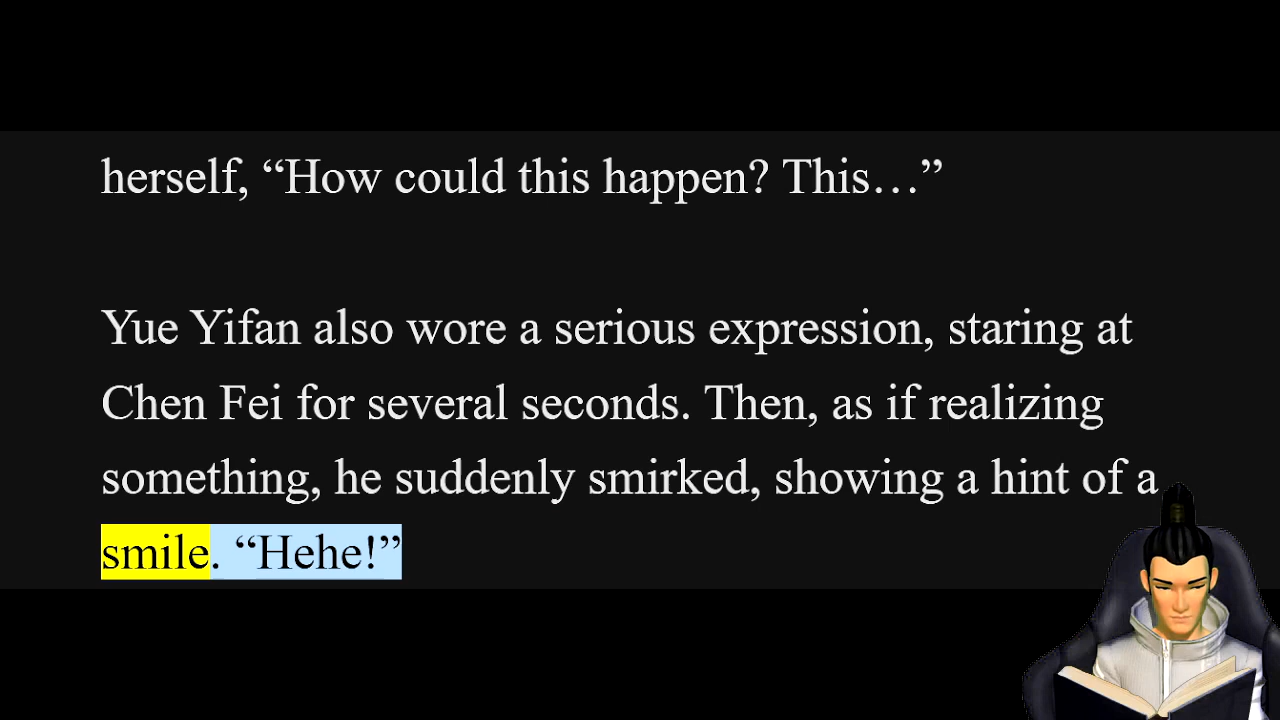 herself, “How could this happen? This…”
Yue Yifan also wore a serious expression, staring at
Chen Fei for several seconds. Then, as if realizing
something, he suddenly smirked, showing a hint of a
smile. “Hehe!”